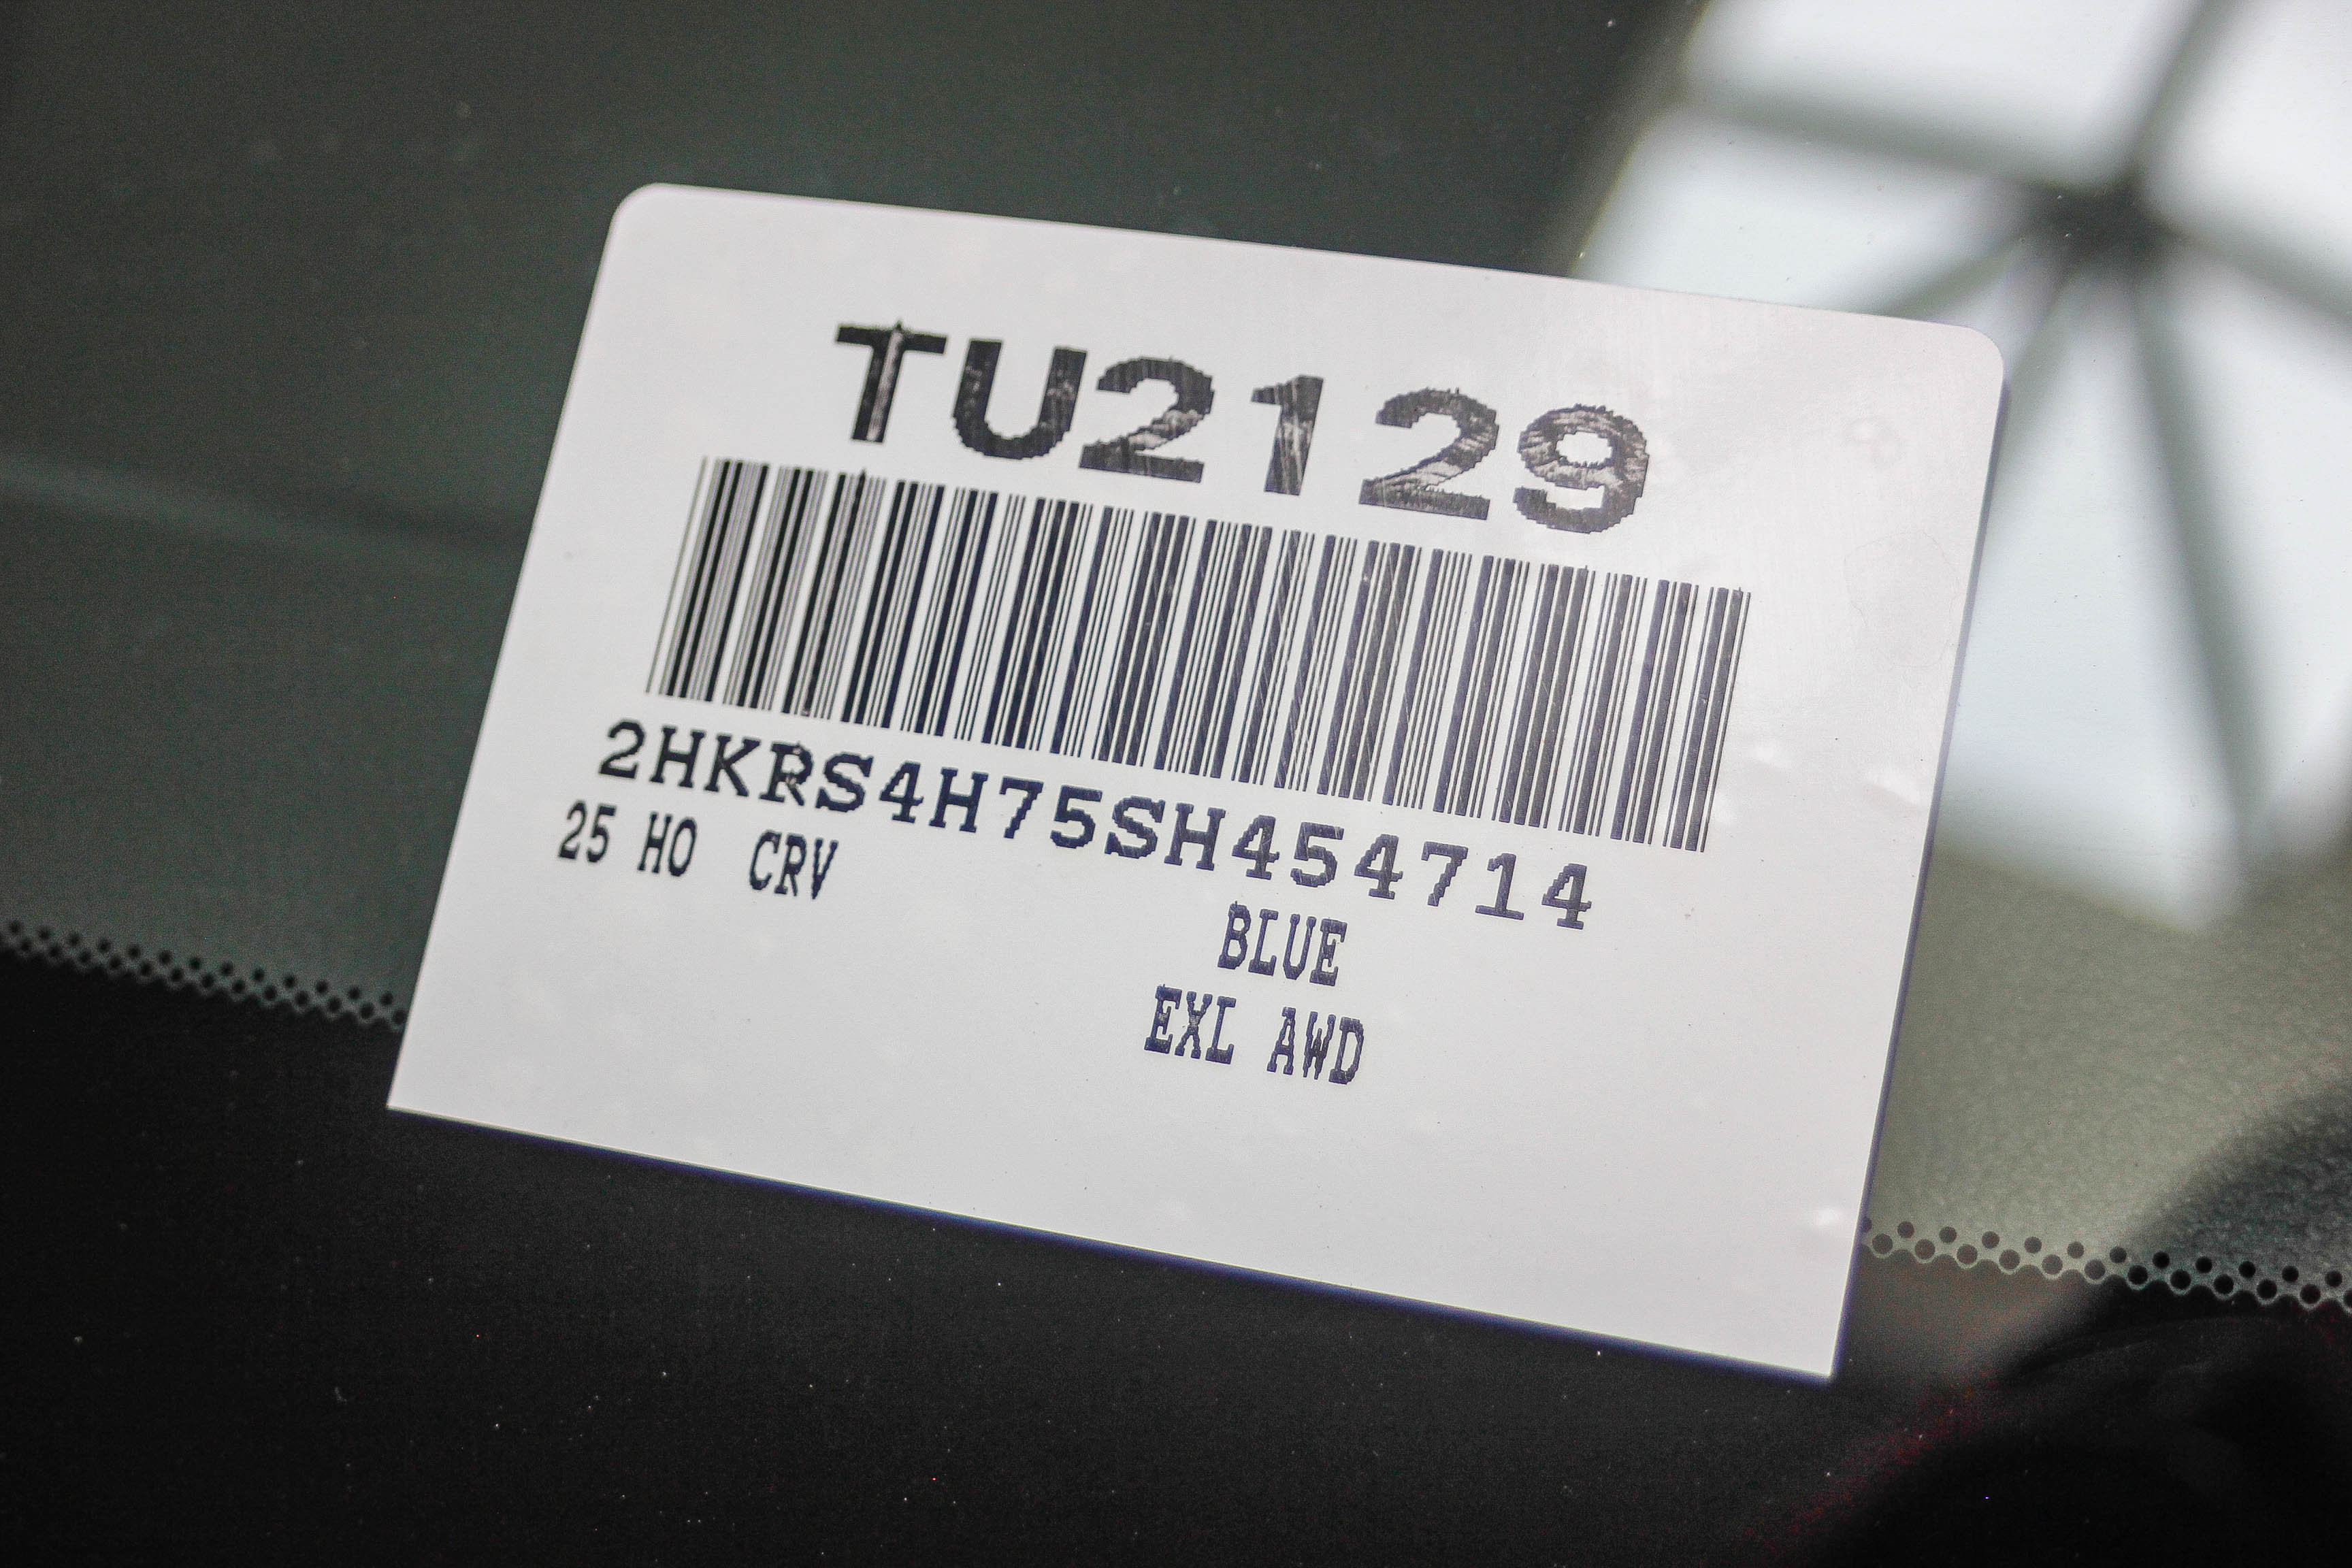 TU2129
2HKRS4H75SH454714
25 HO CRV
BLUE
EXL AWD